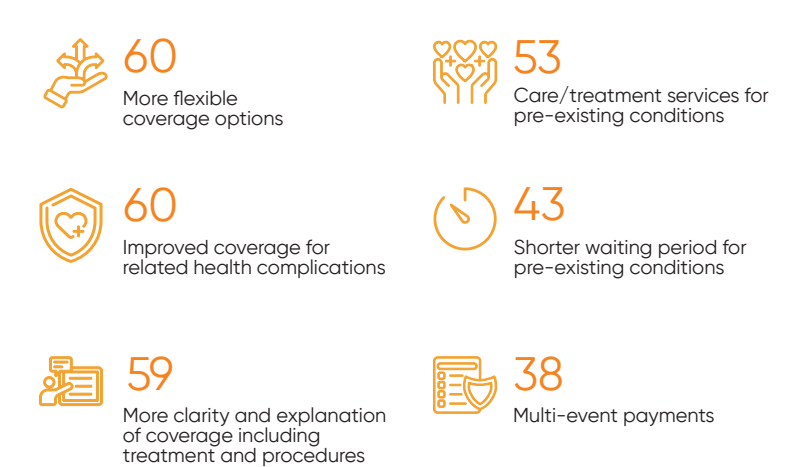 60
More flexible
coverage options
53
Care/treatment services for
pre-existing conditions
60
Improved coverage for
related health complications
43
Shorter waiting period for
pre-existing conditions
59
More clarity and explanation
of coverage including
treatment and procedures
38
Multi-event payments